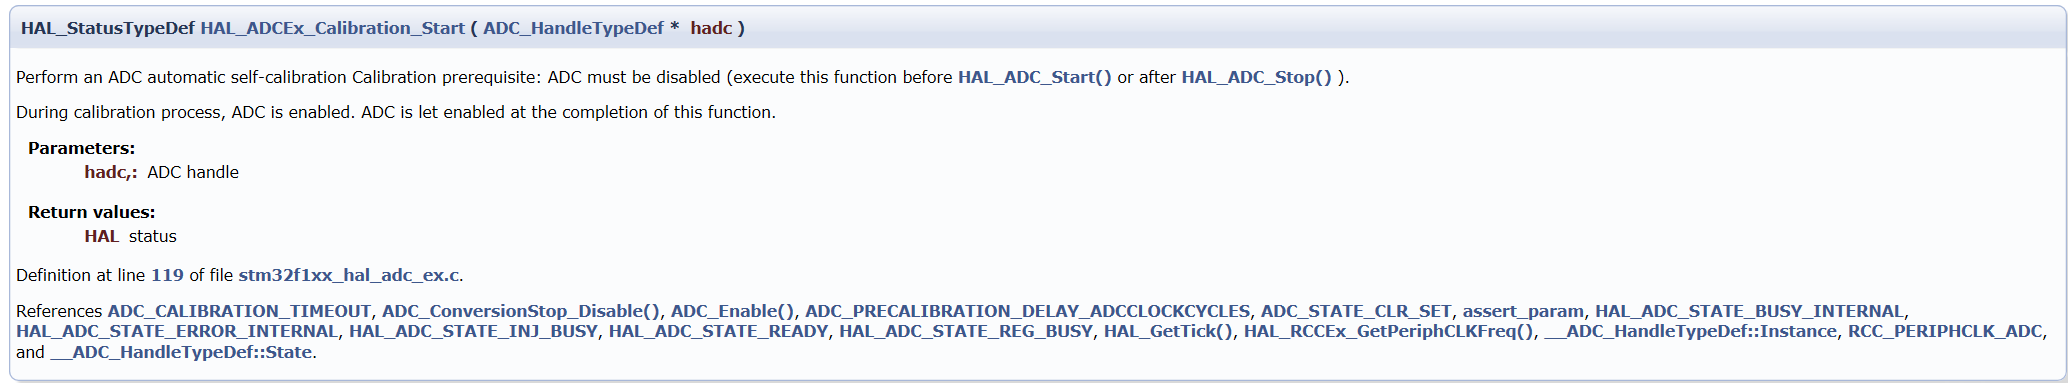 HAL_StatusTypeDef HAL_ADCEx_Calibration_Start ( ADC_HandleTypeDef * hadc )
Perform an ADC automatic self-calibration Calibration prerequisite: ADC must be disabled (execute this function before HAL_ADC_Start() or after HAL_ADC_Stop() ).
During calibration process, ADC is enabled. ADC is let enabled at the completion of this function.
Parameters:
hadc,: ADC handle
Return values:
HAL status
Definition at line 119 of file stm32f1xx_hal_adc_ex.c.
References ADC_CALIBRATION_TIMEOUT, ADC_ConversionStop_Disable(), ADC_Enable(), ADC_PRECALIBRATION_DELAY_ADCCLOCKCYCLES, ADC_STATE_CLR_SET, assert_param, HAL_ADC_STATE_BUSY_INTERNAL,
HAL_ADC_STATE_ERROR_INTERNAL, HAL_ADC_STATE_INJ_BUSY, HAL_ADC_STATE_READY, HAL_ADC_STATE_REG_BUSY, HAL_GetTick(), HAL_RCCEx_GetPeriphCLKFreq(), __ADC_HandleTypeDef::Instance, RCC_PERIPHCLK_ADC,
and __ADC_HandleTypeDef::State.